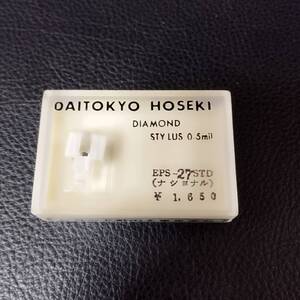 DAITOKYO HOSEKI
DIAMOND
STYLUS 0.5mil
EPS-27STD
(ナショナル)
¥ 1,650